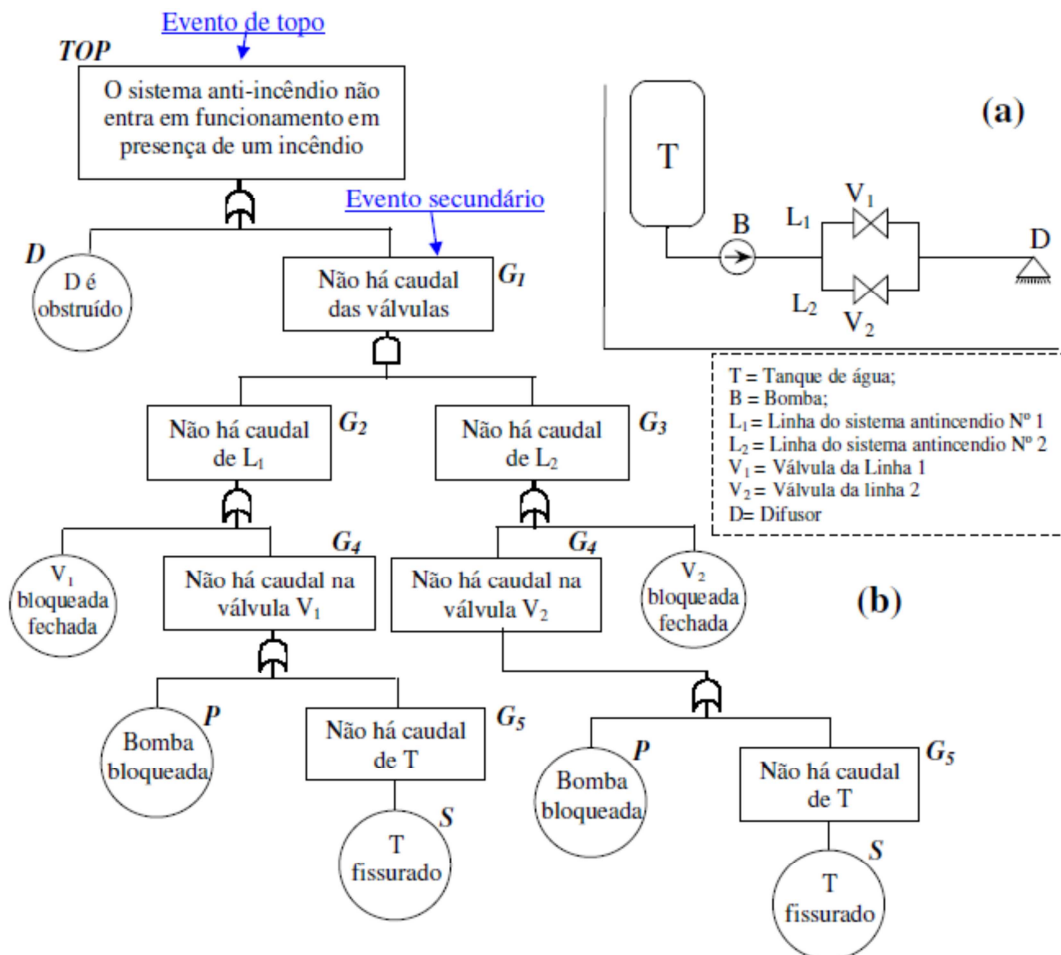 Evento de topo
TOP
O sistema anti-incêndio não
entra em funcionamento em
presença de um incêndio
Evento secundário
D
D é
obstruído
Não há caudal
das válvulas
G1
Não há caudal
de L1
G2
Não há caudal
de L2
G3
V1
bloqueada
fechada
G4
Não há caudal na
válvula V1
G4
Não há caudal na
válvula V2
V2
bloqueada
fechada
P
Bomba
bloqueada
Não há caudal
de T
G5
S
T
fissurado
P
Bomba
bloqueada
Não há caudal
de T
G5
S
T
fissurado
(a)
T
B
L1
V1
L2
V2
D
T = Tanque de água;
B = Bomba;
L1 = Linha do sistema antincendio Nº 1
L2 = Linha do sistema antincendio Nº 2
V1 = Válvula da Linha 1
V2 = Válvula da linha 2
D= Difusor
(b)